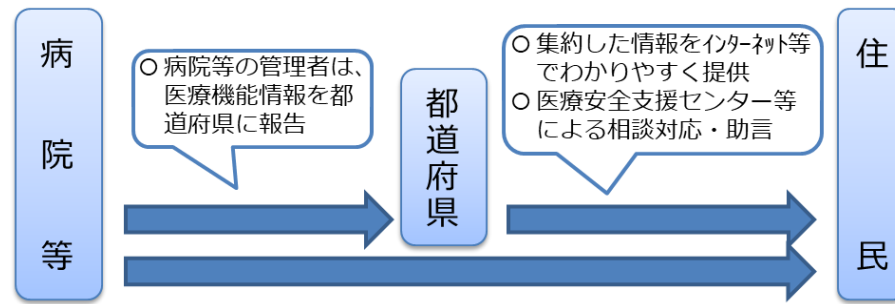 病院等
○ 病院等の管理者は、
医療機能情報を都
道府県に報告
都道府県
○ 集約した情報をｲﾝﾀｰﾈｯﾄ等
でわかりやすく提供
○ 医療安全支援センター等
による相談対応・助言
住民